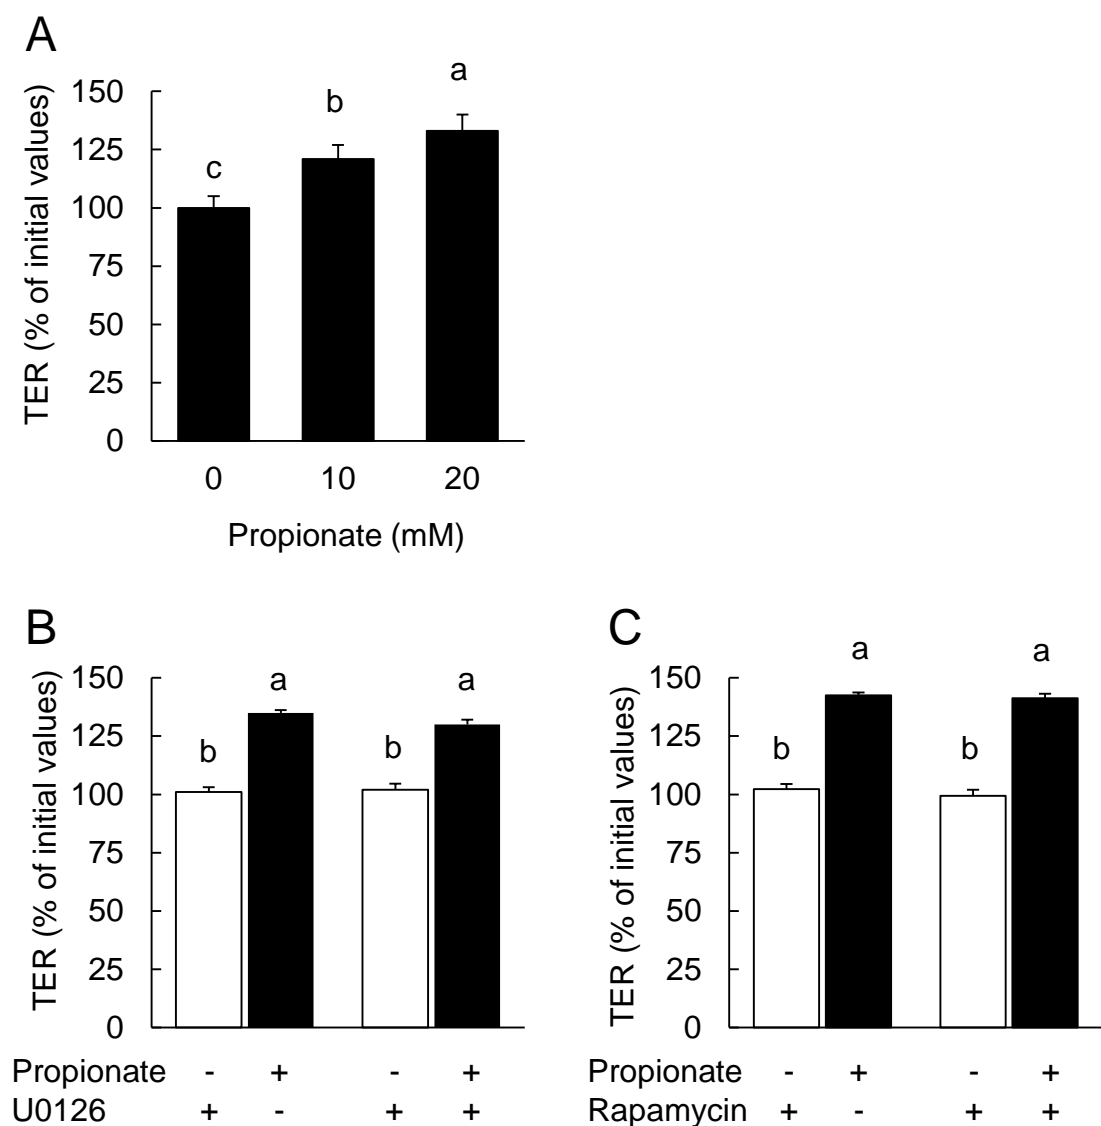 A
TER (% of initial values)
150
125
100
75
50
25
0
c
b
a
0 10 20
Propionate (mM)
B
TER (% of initial values)
150
125
100
75
50
25
0
b a b a
Propionate - + - +
U0126 + - + +
C
TER (% of initial values)
150
125
100
75
50
25
0
b a b a
Propionate - + - +
Rapamycin + - + +